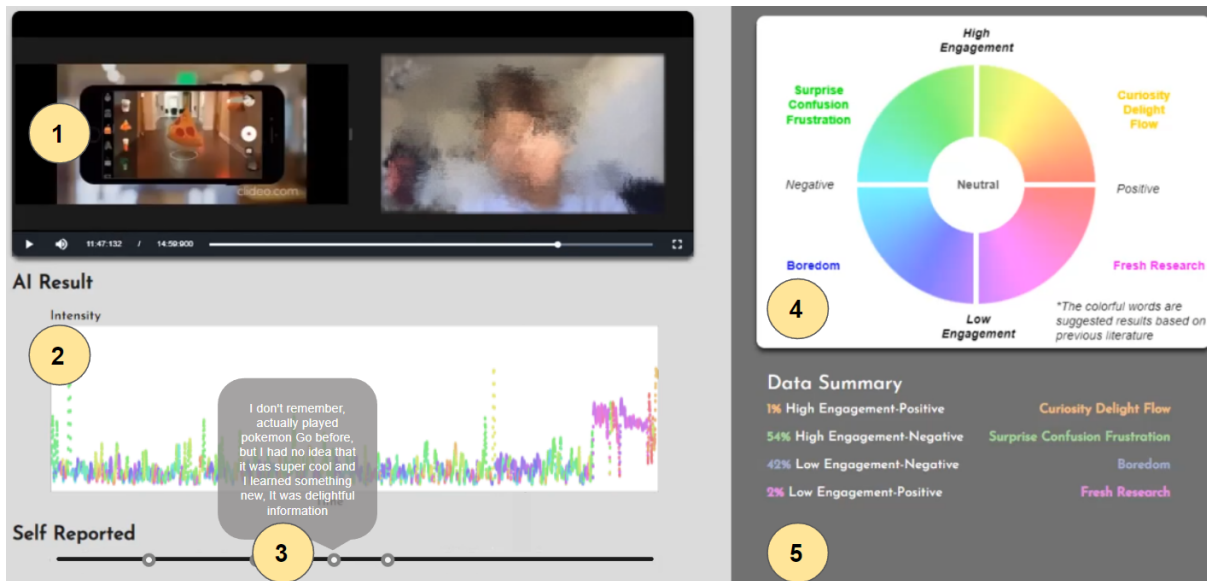 1
clideo.com
11:47:132 / 14:59:900
AI Result
Intensity
2
I don't remember,
actually played
pokemon Go before,
but I had no idea that
it was super cool and
I learned something
new, It was delightful
information
Self Reported
3
High
Engagement
Surprise
Confusion
Frustration
Curiosity
Delight
Flow
Negative
Neutral
Positive
Boredom
Fresh Research
4
Low
Engagement
*The colorful words are
suggested results based on
previous literature
Data Summary
1% High Engagement-Positive Curiosity Delight Flow
54% High Engagement-Negative Surprise Confusion Frustration
42% Low Engagement-Negative Boredom
2% Low Engagement-Positive Fresh Research
5